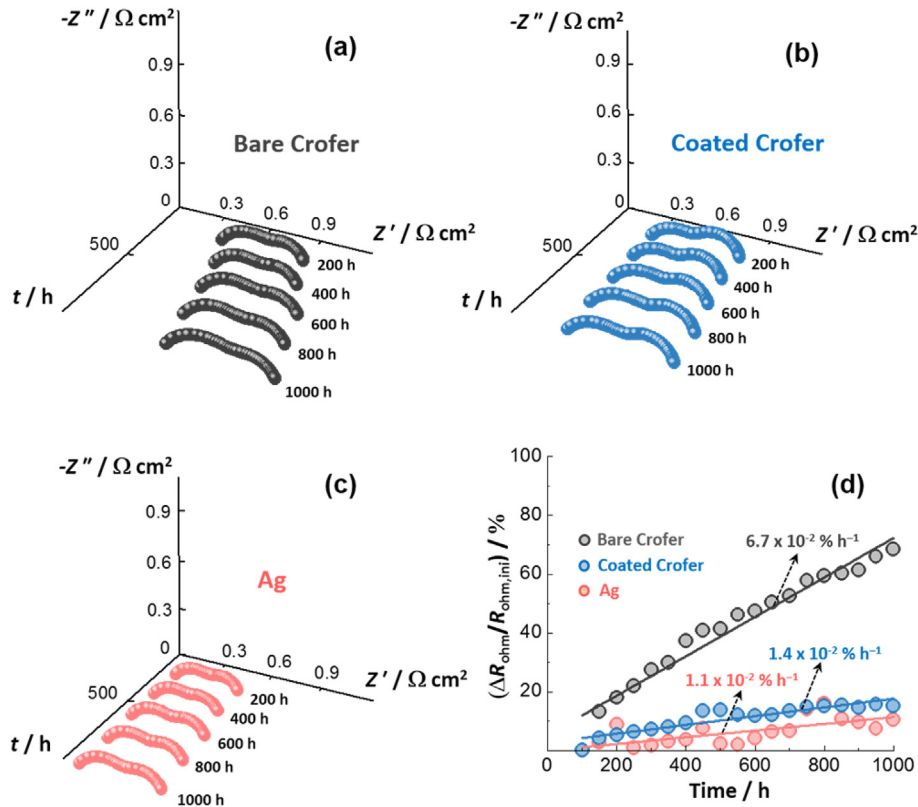 -Z″ / Ω cm²
(a)
0.9
0.6
0.3
0
Bare Crofer
0.3
0.6
0.9
Z′ / Ω cm²
500
t / h
200 h
400 h
600 h
800 h
1000 h
-Z″ / Ω cm²
(b)
0.9
0.6
0.3
0
Coated Crofer
0.3
0.6
0.9
Z′ / Ω cm²
500
t / h
200 h
400 h
600 h
800 h
1000 h
-Z″ / Ω cm²
(c)
0.9
0.6
0.3
0
Ag
0.3
0.6
0.9
Z′ / Ω cm²
500
t / h
200 h
400 h
600 h
800 h
1000 h
(d)
(ΔRohm/Rohm,ini) / %
100
80
60
40
20
0
Bare Crofer
Coated Crofer
Ag
6.7 x 10⁻² % h⁻¹
1.4 x 10⁻² % h⁻¹
1.1 x 10⁻² % h⁻¹
0
200
400
600
800
1000
Time / h